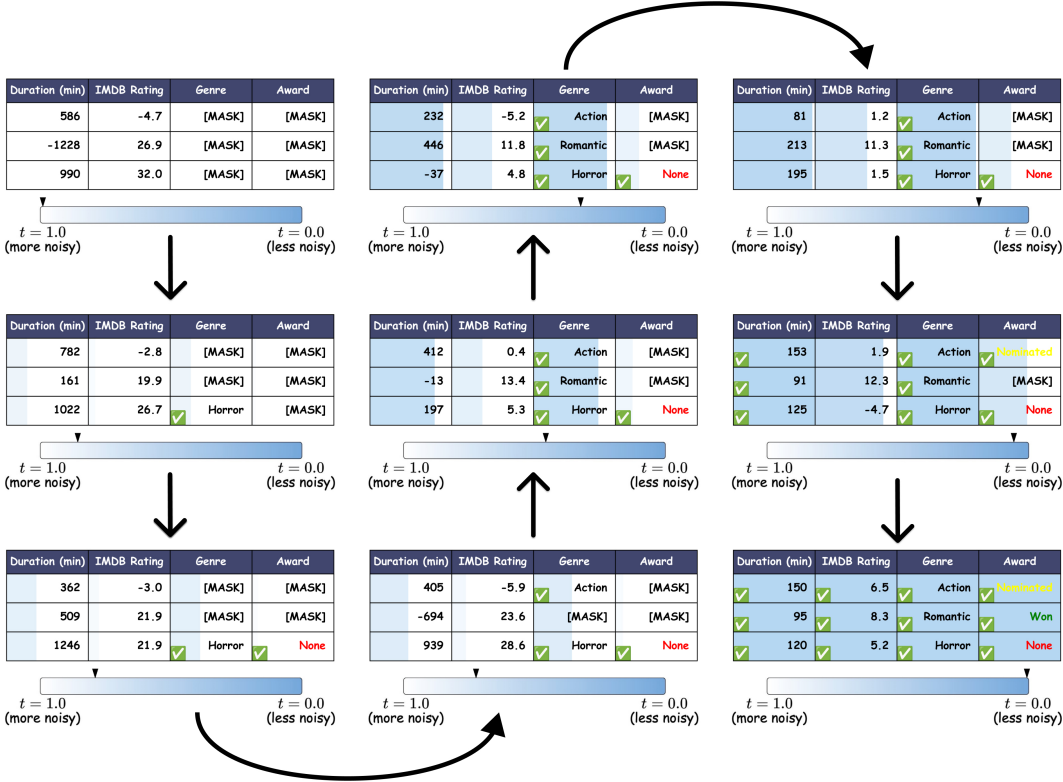 Duration (min) IMDB Rating Genre Award
586 -4.7 [MASK] [MASK]
-1228 26.9 [MASK] [MASK]
990 32.0 [MASK] [MASK]
t = 1.0 t = 0.0
(more noisy) (less noisy)
Duration (min) IMDB Rating Genre Award
782 -2.8 [MASK] [MASK]
161 19.9 [MASK] [MASK]
1022 26.7 Horror [MASK]
t = 1.0 t = 0.0
(more noisy) (less noisy)
Duration (min) IMDB Rating Genre Award
362 -3.0 [MASK] [MASK]
509 21.9 [MASK] [MASK]
1246 21.9 Horror None
t = 1.0 t = 0.0
(more noisy) (less noisy)
Duration (min) IMDB Rating Genre Award
405 -5.9 Action [MASK]
-694 23.6 [MASK] [MASK]
939 28.6 Horror None
t = 1.0 t = 0.0
(more noisy) (less noisy)
Duration (min) IMDB Rating Genre Award
412 0.4 Action [MASK]
-13 13.4 Romantic [MASK]
197 5.3 Horror None
t = 1.0 t = 0.0
(more noisy) (less noisy)
Duration (min) IMDB Rating Genre Award
232 -5.2 Action [MASK]
446 11.8 Romantic [MASK]
-37 4.8 Horror None
t = 1.0 t = 0.0
(more noisy) (less noisy)
Duration (min) IMDB Rating Genre Award
81 1.2 Action [MASK]
213 11.3 Romantic [MASK]
195 1.5 Horror None
t = 1.0 t = 0.0
(more noisy) (less noisy)
Duration (min) IMDB Rating Genre Award
153 1.9 Action Nominated
91 12.3 Romantic [MASK]
125 -4.7 Horror None
t = 1.0 t = 0.0
(more noisy) (less noisy)
Duration (min) IMDB Rating Genre Award
150 6.5 Action Nominated
95 8.3 Romantic Won
120 5.2 Horror None
t = 1.0 t = 0.0
(more noisy) (less noisy)